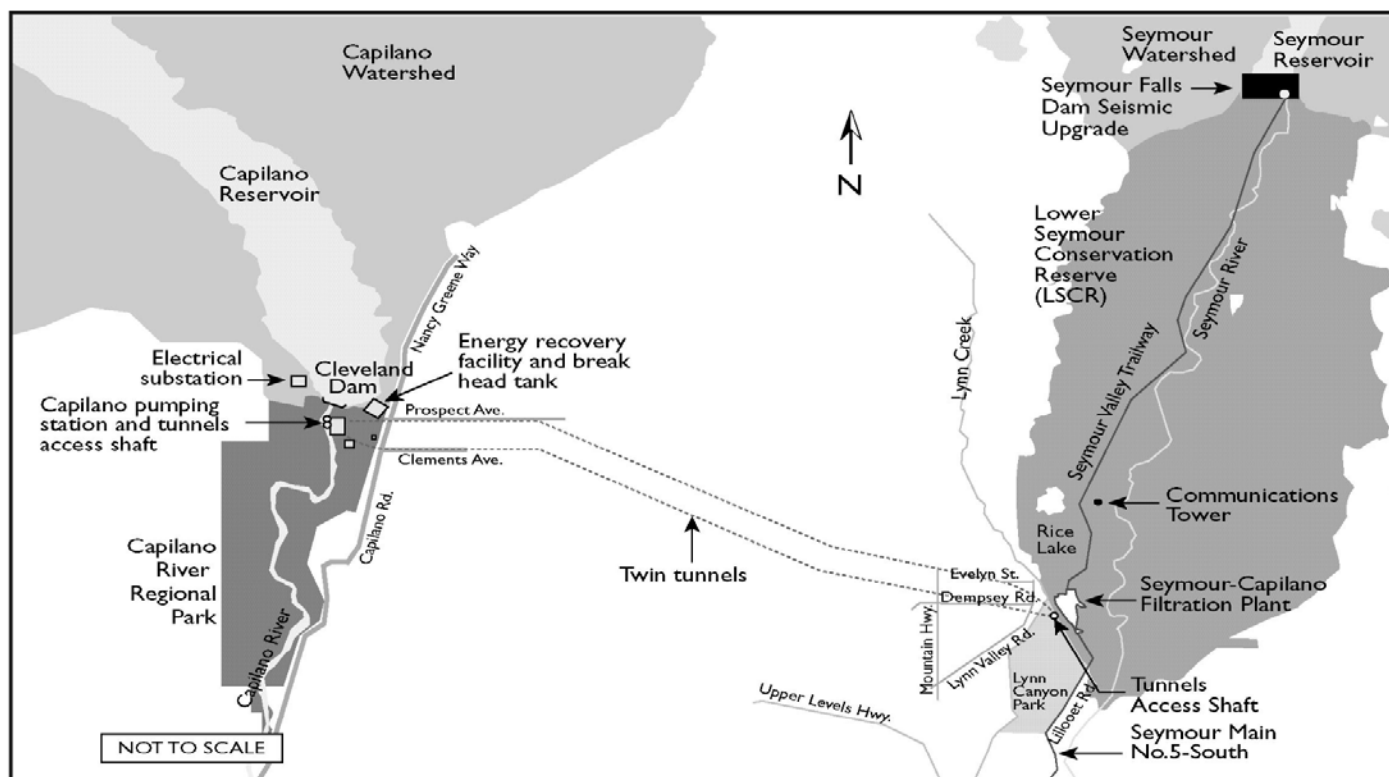 Capilano
Watershed
Seymour
Watershed
Seymour
Reservoir
Seymour Falls
Dam Seismic
Upgrade
Capilano
Reservoir
N
Lower
Seymour
Conservation
Reserve
(LSCR)
Nancy Greene Way
Lynn Creek
Seymour River
Seymour Valley Trailway
Electrical
substation
Cleveland
Dam
Energy recovery
facility and break
head tank
Capilano pumping
station and tunnels
access shaft
Prospect Ave.
Clements Ave.
Capilano Rd.
Communications
Tower
Rice
Lake
Capilano
River
Regional
Park
Twin tunnels
Evelyn St.
Dempsey Rd.
Seymour-Capilano
Filtration Plant
Mountain Hwy.
Lynn Valley Rd.
Capilano River
Lynn
Canyon
Park
Lillooet Rd.
Tunnels
Access Shaft
Upper Levels Hwy.
Seymour Main
No.5-South
NOT TO SCALE